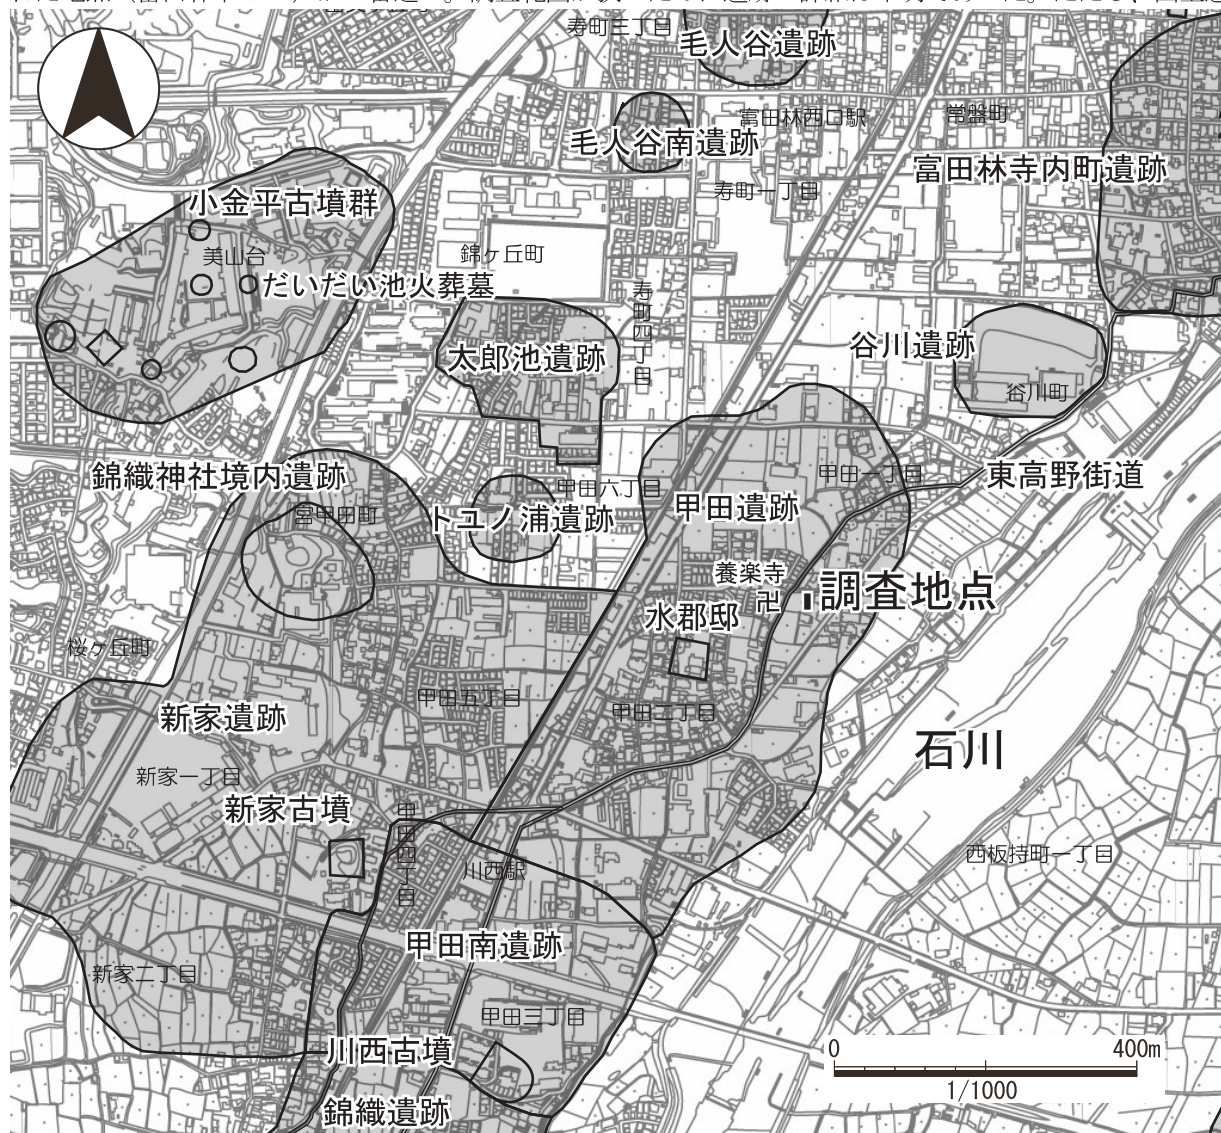 寿町三丁目
毛人谷遺跡
毛人谷南遺跡
富田林西口駅
常盤町
富田林寺内町遺跡
寿町一丁目
小金平古墳群
美山台
錦ヶ丘町
だいだい池火葬墓
寿町四丁目
太郎池遺跡
谷川遺跡
谷川町
錦織神社境内遺跡
宮甲田町
甲田六丁目
トユノ浦遺跡
甲田遺跡
甲田一丁目
東高野街道
養楽寺
卍
調査地点
水郡邸
桜ヶ丘町
甲田五丁目
甲田二丁目
新家遺跡
石川
新家一丁目
新家古墳
甲田四丁目
川西駅
西板持町一丁目
甲田南遺跡
新家二丁目
甲田三丁目
川西古墳
錦織遺跡
0 400m
1/1000